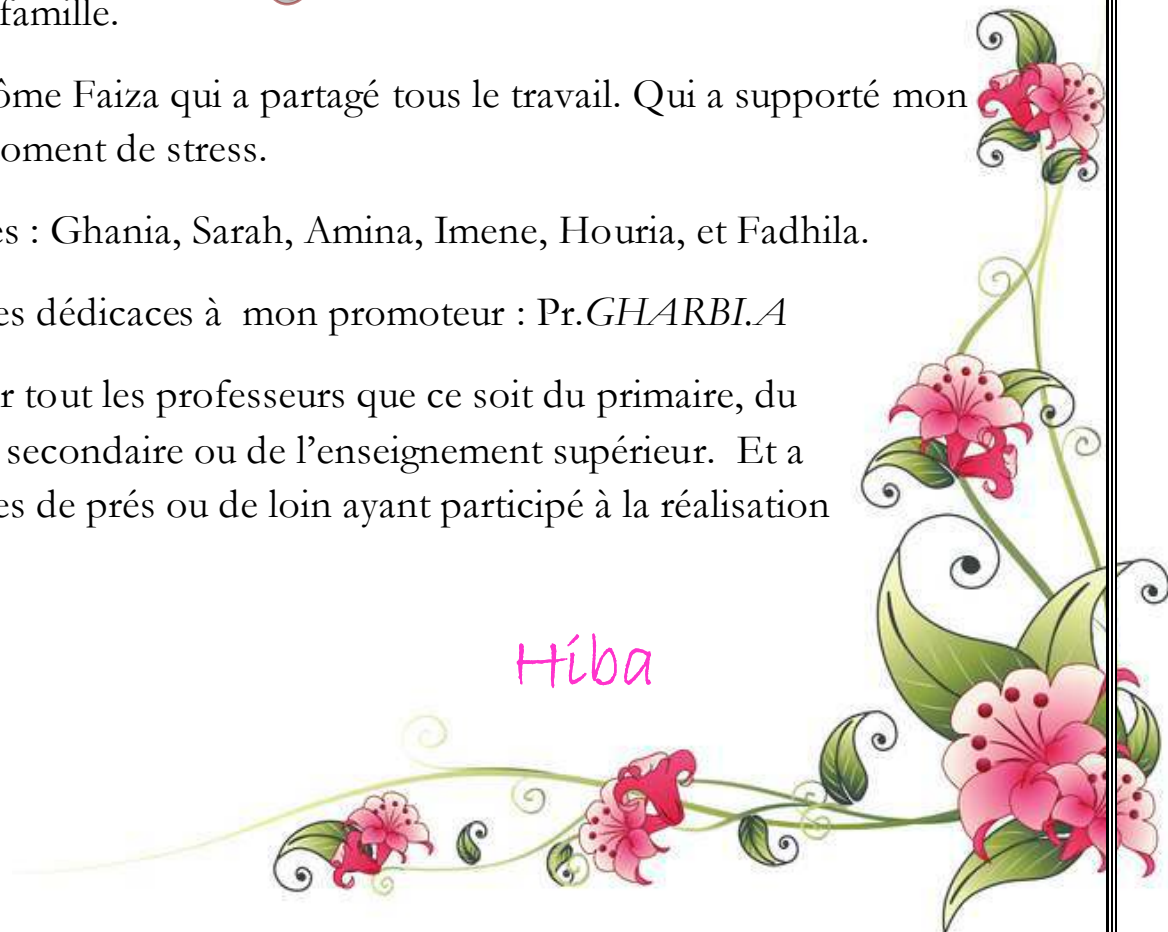 famille.
ôme Faiza qui a partagé tous le travail. Qui a supporté mon
oment de stress.
es : Ghania, Sarah, Amina, Imene, Houria, et Fadhila.
es dédicaces à mon promoteur : Pr.GHARBI.A
r tout les professeurs que ce soit du primaire, du
secondaire ou de l’enseignement supérieur. Et a
es de prés ou de loin ayant participé à la réalisation
Hiba